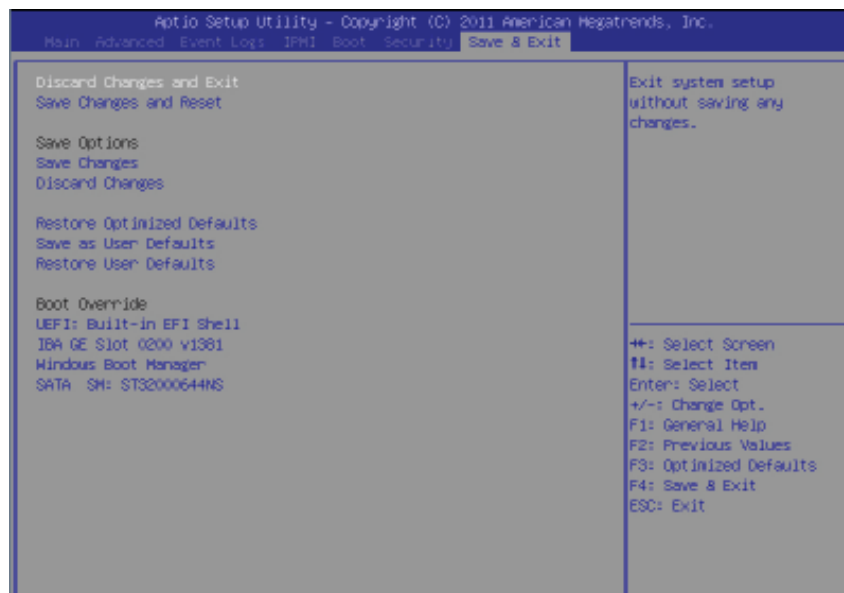 Aptio Setup Utility - Copyright (C) 2011 American Megatrends, Inc.
Main Advanced Event Logs IPMI Boot Security Save & Exit
Discard Changes and Exit
Save Changes and Reset
Save Options
Save Changes
Discard Changes
Restore Optimized Defaults
Save as User Defaults
Restore User Defaults
Boot Override
UEFI: Built-in EFI Shell
IBA GE Slot 0200 v1381
Windows Boot Manager
SATA SM: ST32000644NS
Exit system setup
without saving any
changes.
↔: Select Screen
↑↓: Select Item
Enter: Select
+/-: Change Opt.
F1: General Help
F2: Previous Values
F3: Optimized Defaults
F4: Save & Exit
ESC: Exit